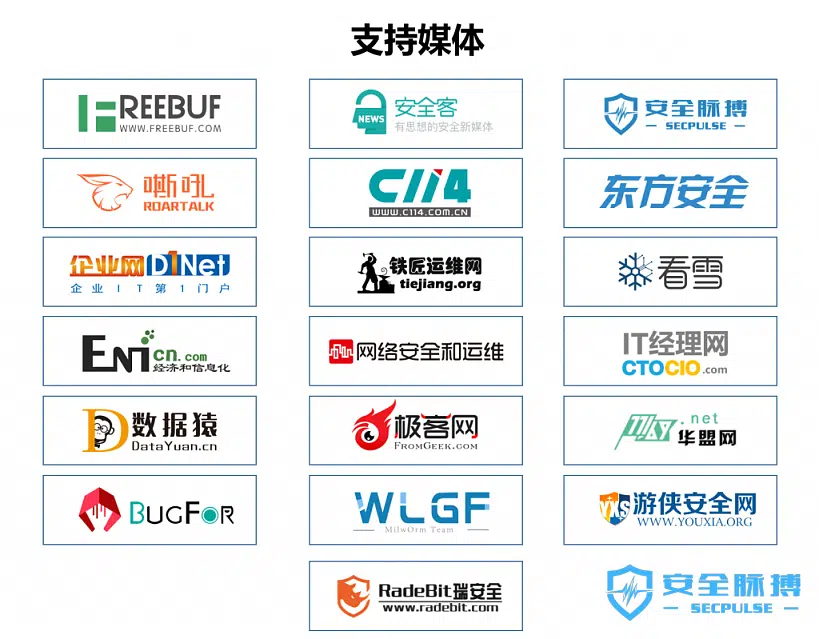 支持媒体
FREEBUF
WWW.FREEBUF.COM
NEWS
安全客
有思想的安全新媒体
安全脉搏
SECPULSE
嘶吼
ROARTALK
C114
WWW.C114.COM.CN
东方安全
企业网D1Net
企业IT第1门户
铁匠运维网
tiejiang.org
看雪
ENicn.com
经济和信息化
网络安全和运维
IT经理网
CTOCIO.com
D
数据猿
DataYuan.cn
极客网
FROMGEEK.COM
77169.net
华盟网
BUGFOR
WLGF
MilwOrm Team
YXS
游侠安全网
WWW.YOUXIA.ORG
RadeBit瑞安全
www.radebit.com
安全脉搏
SECPULSE